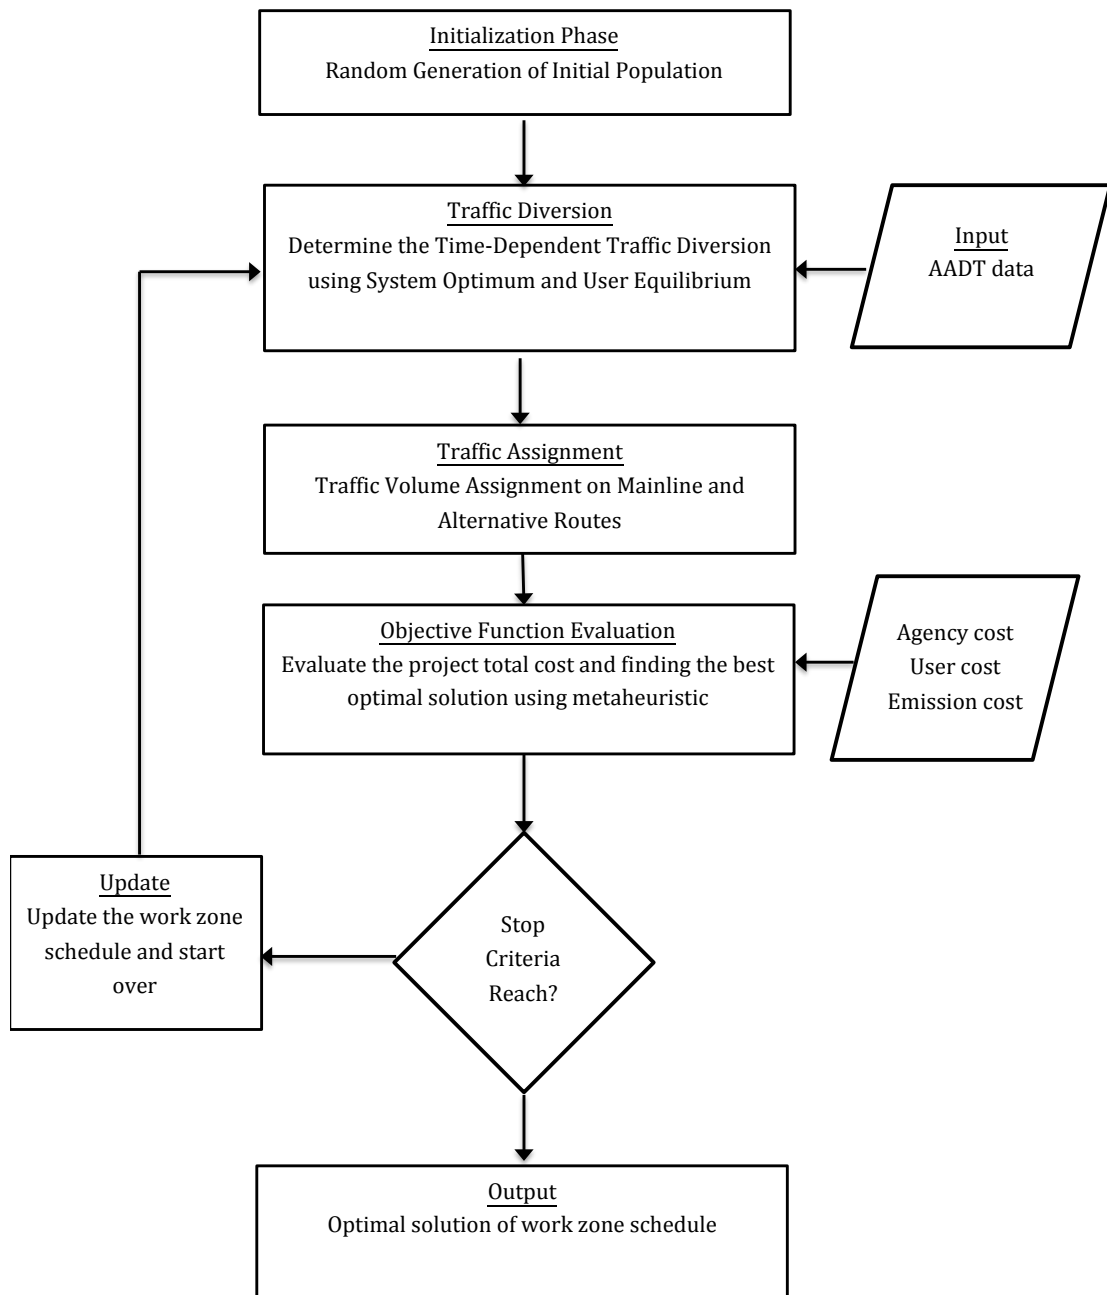 Initialization Phase
Random Generation of Initial Population
Traffic Diversion
Determine the Time-Dependent Traffic Diversion
using System Optimum and User Equilibrium
Input
AADT data
Traffic Assignment
Traffic Volume Assignment on Mainline and
Alternative Routes
Objective Function Evaluation
Evaluate the project total cost and finding the best
optimal solution using metaheuristic
Agency cost
User cost
Emission cost
Update
Update the work zone
schedule and start
over
Stop
Criteria
Reach?
Output
Optimal solution of work zone schedule